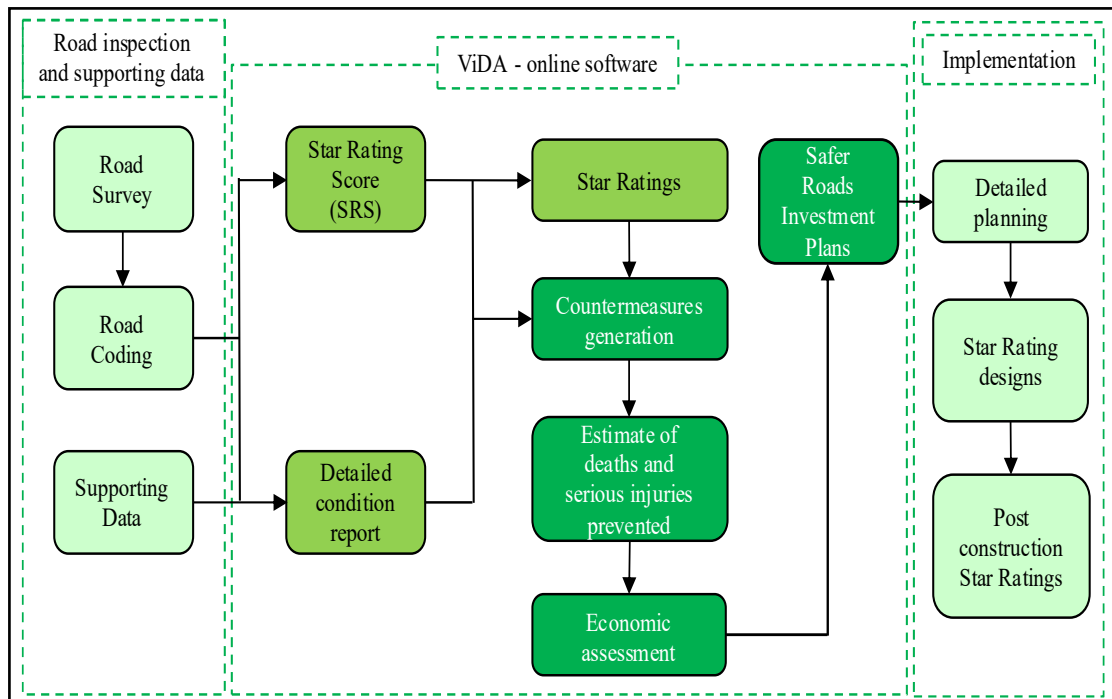 Road inspection
and supporting data
ViDA - online software
Implementation
Road
Survey
Road
Coding
Supporting
Data
Star Rating
Score
(SRS)
Detailed
condition
report
Star Ratings
Countermeasures
generation
Estimate of
deaths and
serious injuries
prevented
Economic
assessment
Safer
Roads
Investment
Plans
Detailed
planning
Star Rating
designs
Post
construction
Star Ratings